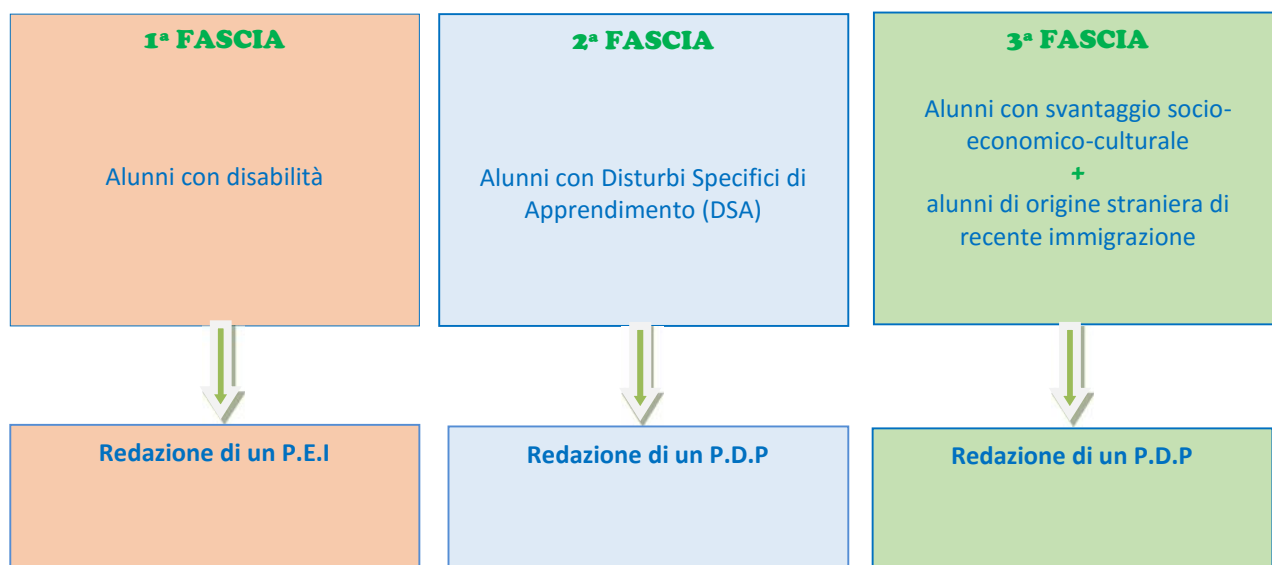 1ª FASCIA
Alunni con disabilità
Redazione di un P.E.I
2ª FASCIA
Alunni con Disturbi Specifici di
Apprendimento (DSA)
Redazione di un P.D.P
3ª FASCIA
Alunni con svantaggio socio-
economico-culturale
+
alunni di origine straniera di
recente immigrazione
Redazione di un P.D.P